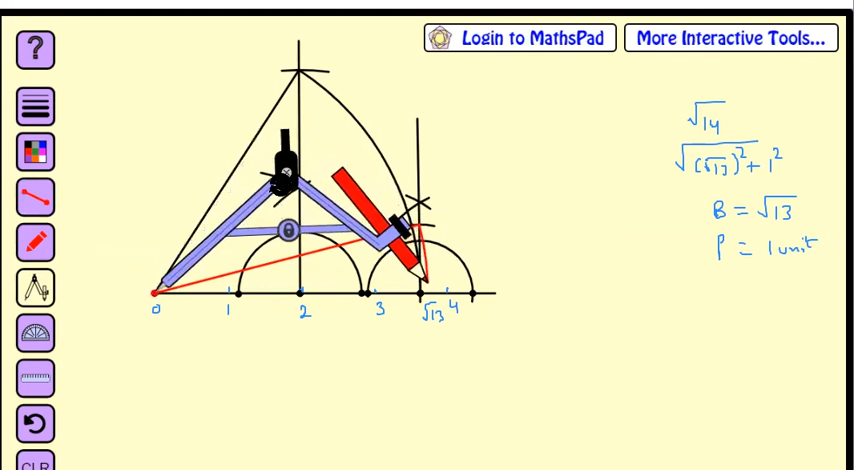 ?
Login to MathsPad
More Interactive Tools...
√14
√(√13)² + 1²
B = √13
P = 1 unit
0 1 2 3 √13 4
CLR